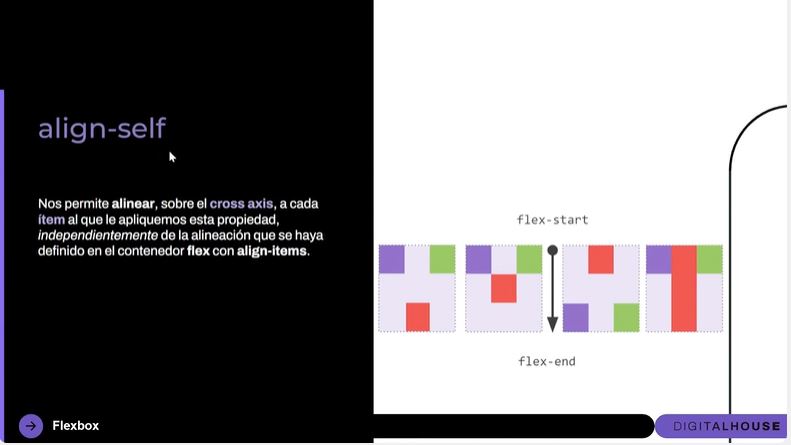 align-self
Nos permite alinear, sobre el cross axis, a cada
ítem al que le apliquemos esta propiedad,
independientemente de la alineación que se haya
definido en el contenedor flex con align-items.
flex-start
flex-end
Flexbox
DIGITALHOUSE